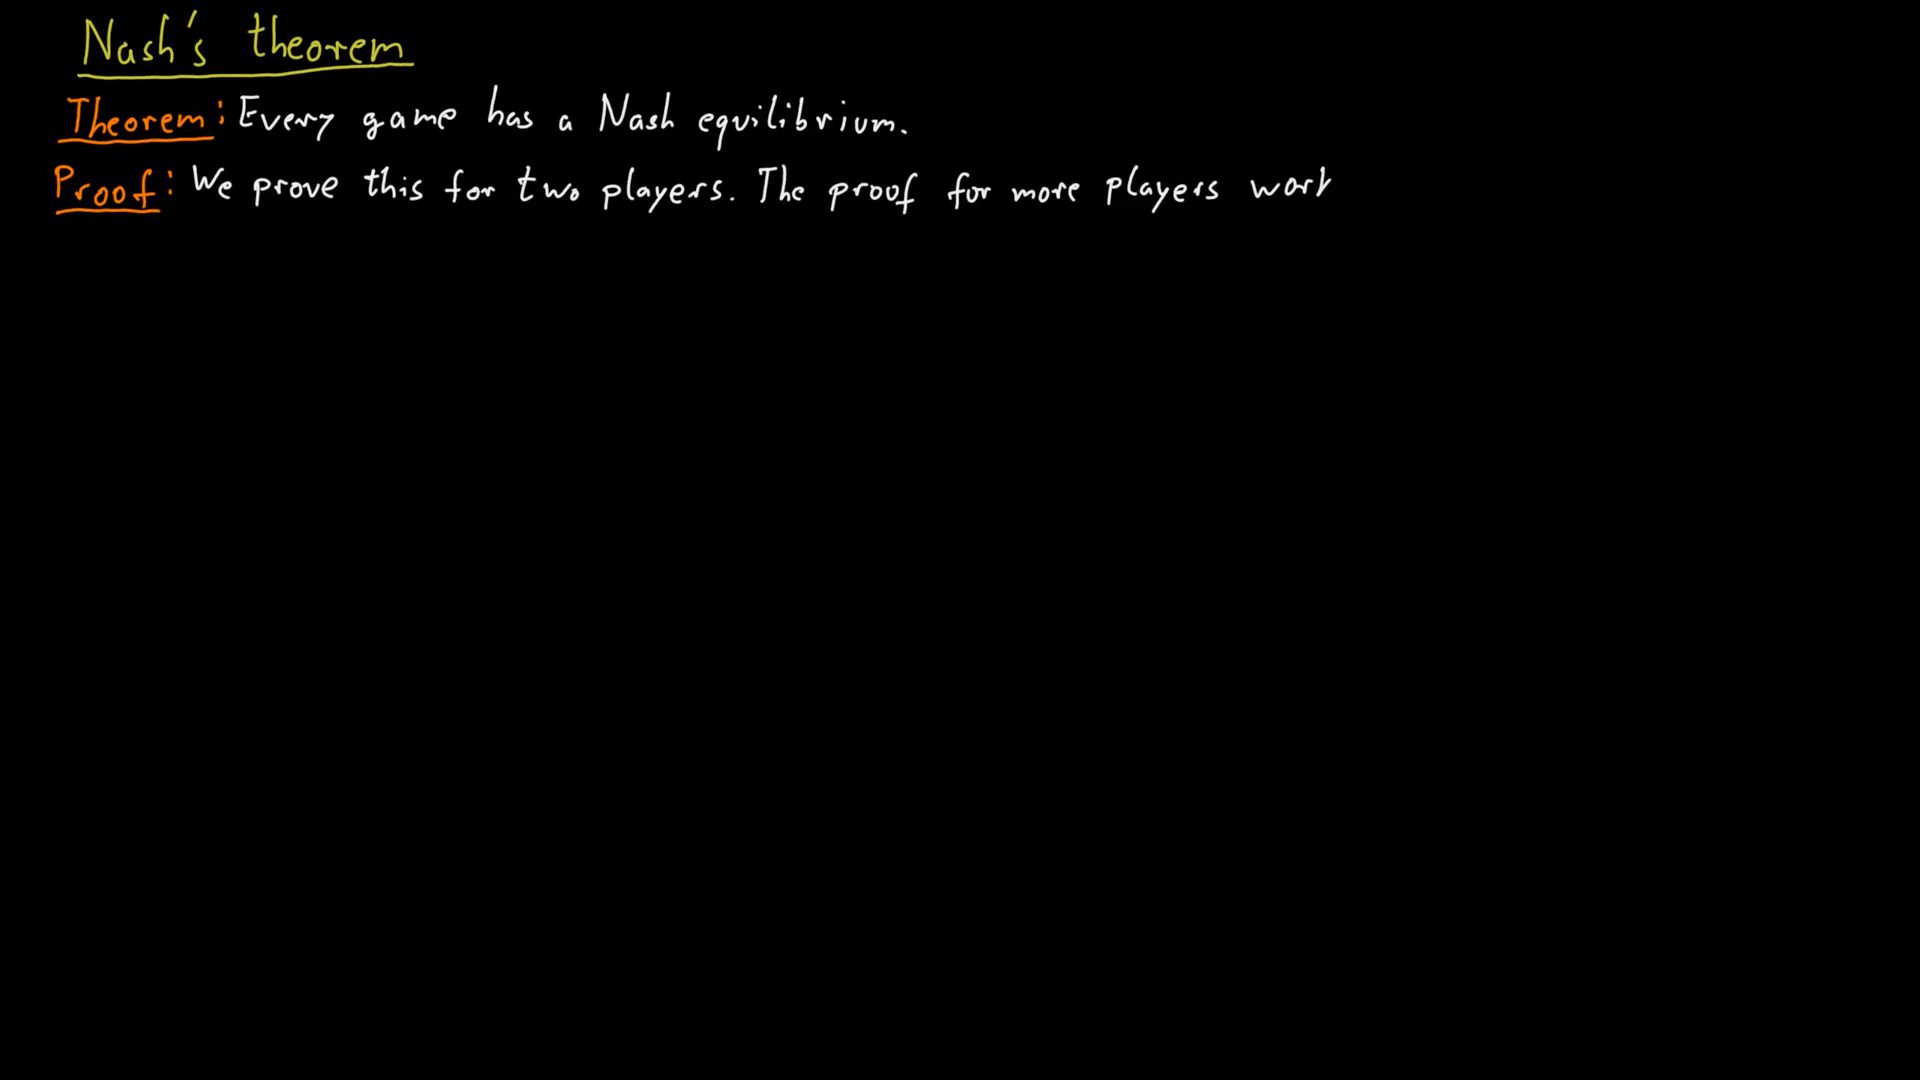 Nash's theorem
Theorem: Every game has a Nash equilibrium.
Proof: We prove this for two players. The proof for more players work